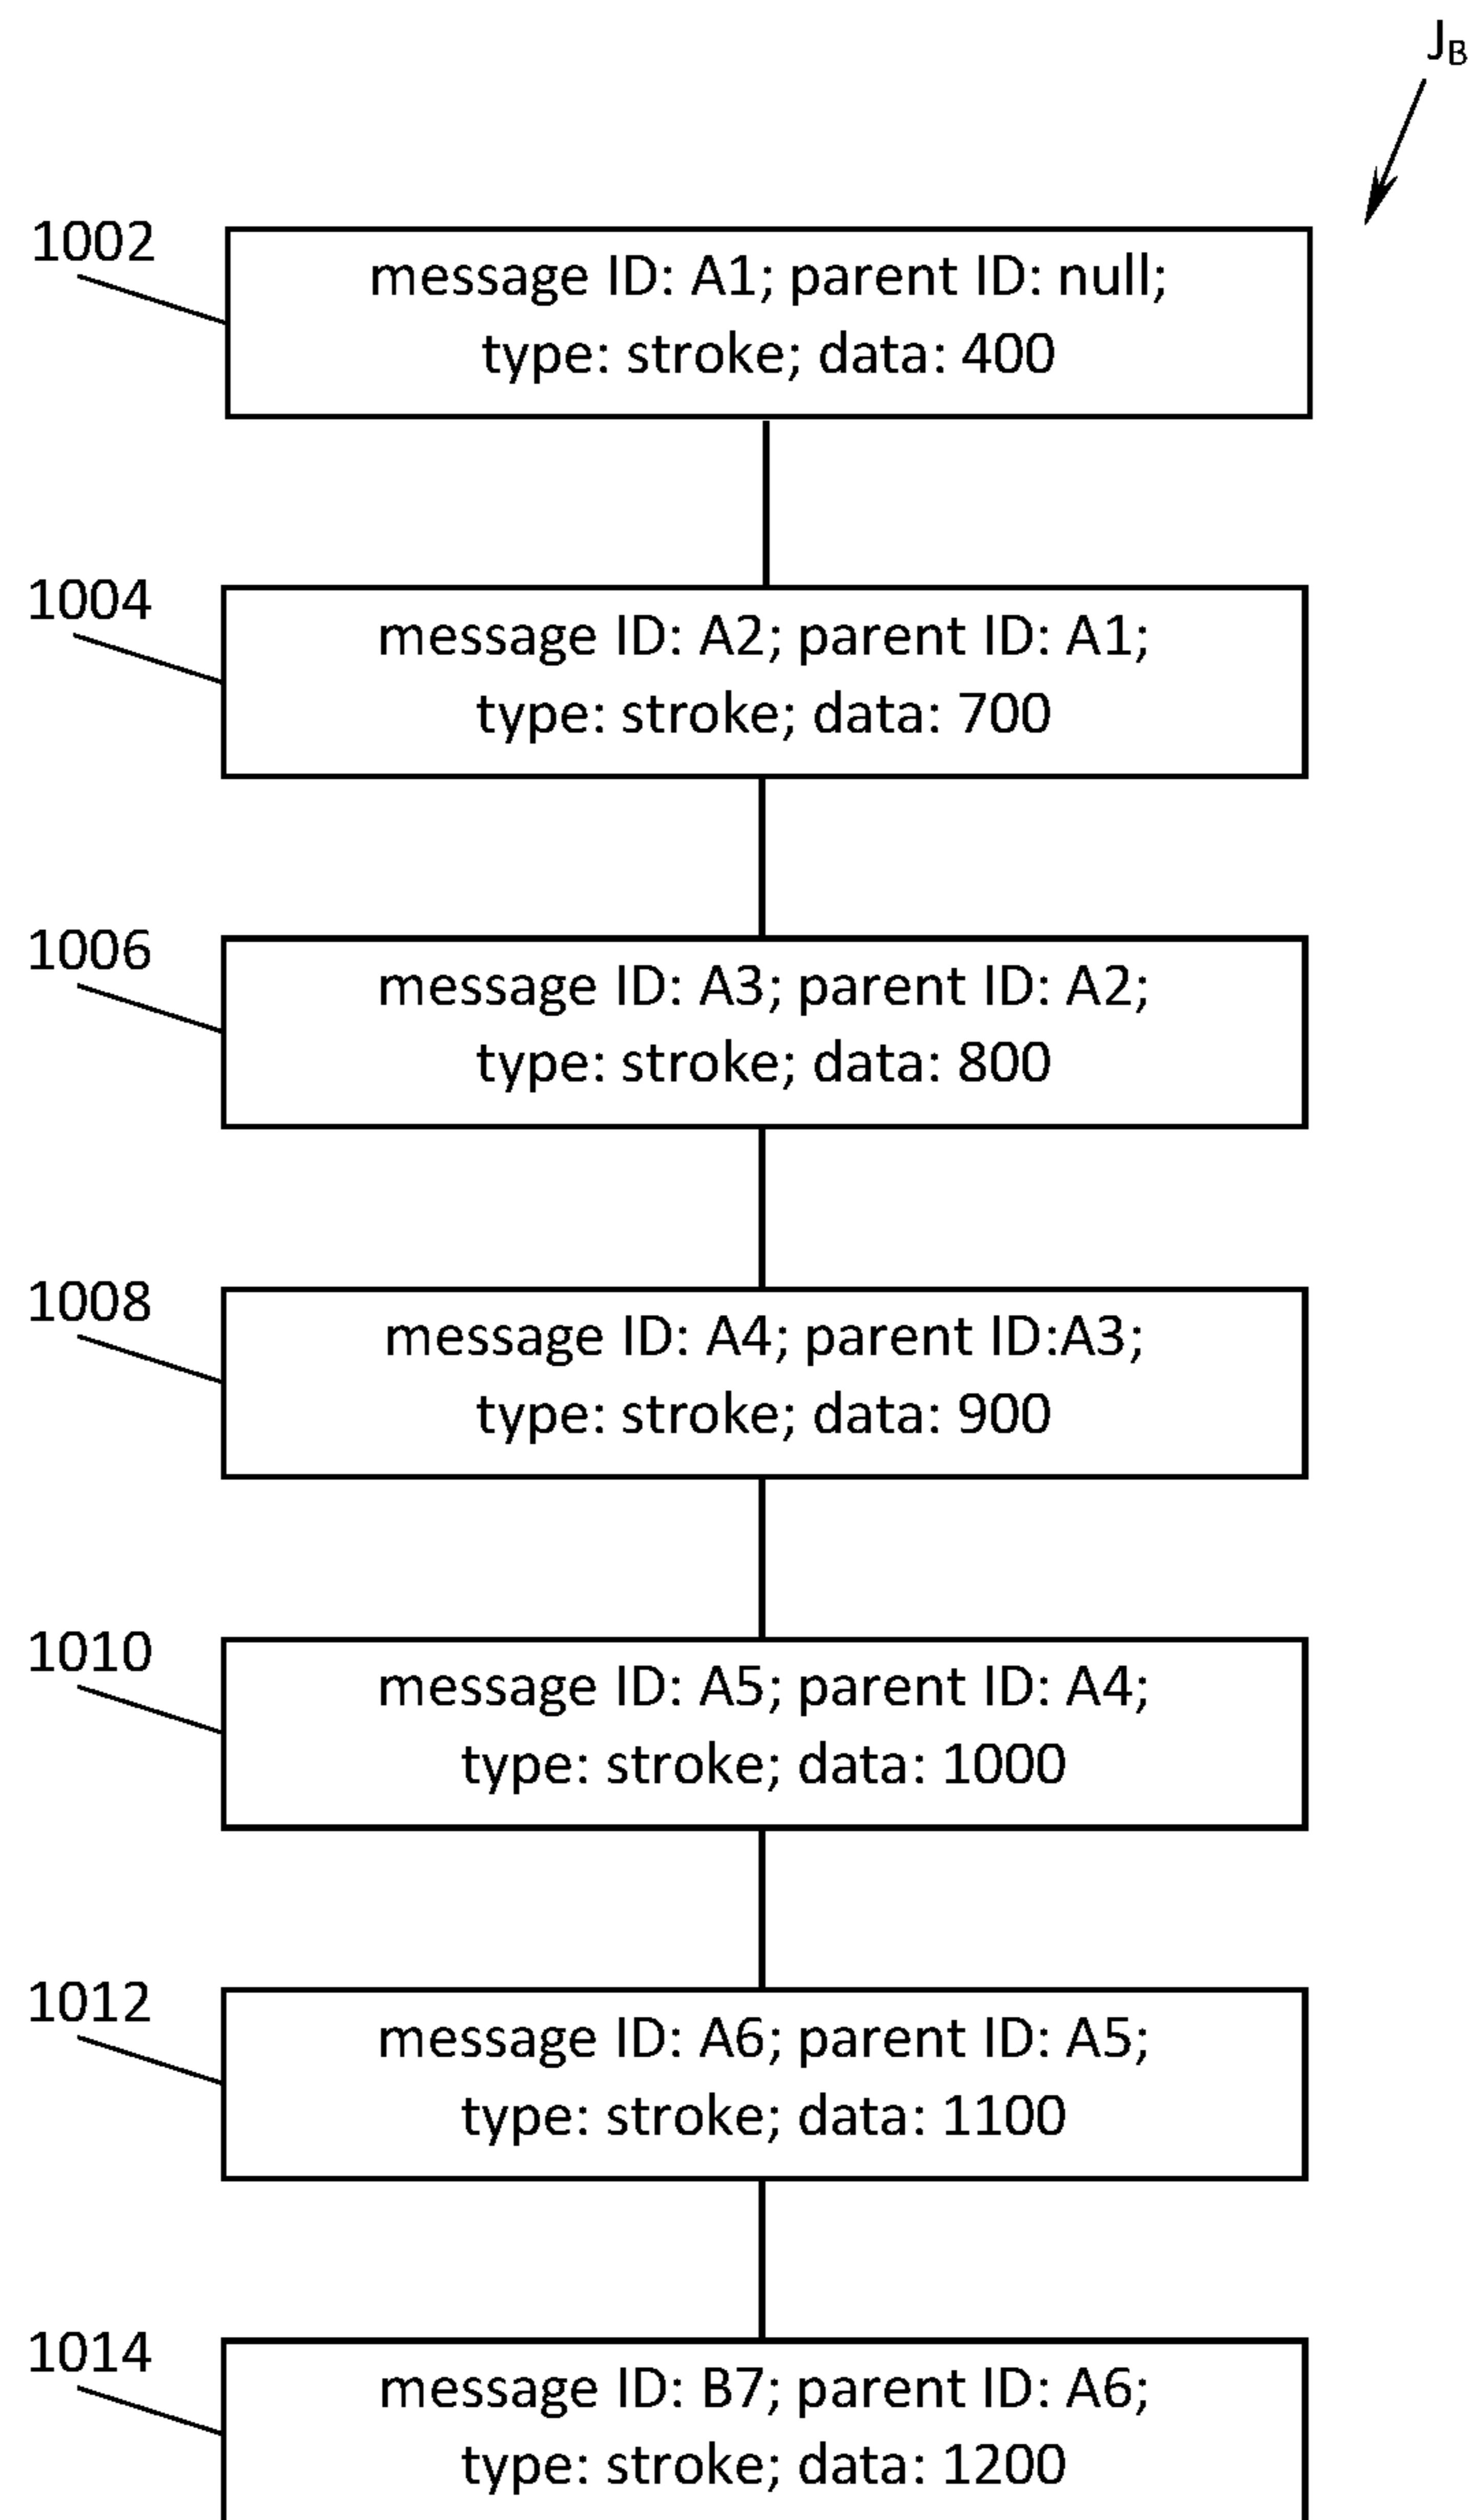 J_B
1002
message ID: A1; parent ID: null;
type: stroke; data: 400
1004
message ID: A2; parent ID: A1;
type: stroke; data: 700
1006
message ID: A3; parent ID: A2;
type: stroke; data: 800
1008
message ID: A4; parent ID:A3;
type: stroke; data: 900
1010
message ID: A5; parent ID: A4;
type: stroke; data: 1000
1012
message ID: A6; parent ID: A5;
type: stroke; data: 1100
1014
message ID: B7; parent ID: A6;
type: stroke; data: 1200